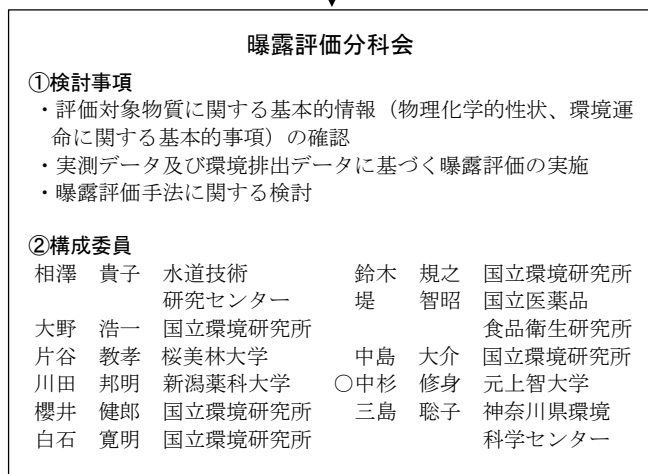 曝露評価分科会
①検討事項
・評価対象物質に関する基本的情報（物理化学的性状、環境運
命に関する基本的事項）の確認
・実測データ及び環境排出データに基づく曝露評価の実施
・曝露評価手法に関する検討
②構成委員
相澤 貴子 水道技術
研究センター
大野 浩一 国立環境研究所
片谷 教孝 桜美林大学
川田 邦明 新潟薬科大学
櫻井 健郎 国立環境研究所
白石 寛明 国立環境研究所
鈴木 規之 国立環境研究所
堤 智昭 国立医薬品
食品衛生研究所
中島 大介 国立環境研究所
○中杉 修身 元上智大学
三島 聡子 神奈川県環境
科学センター